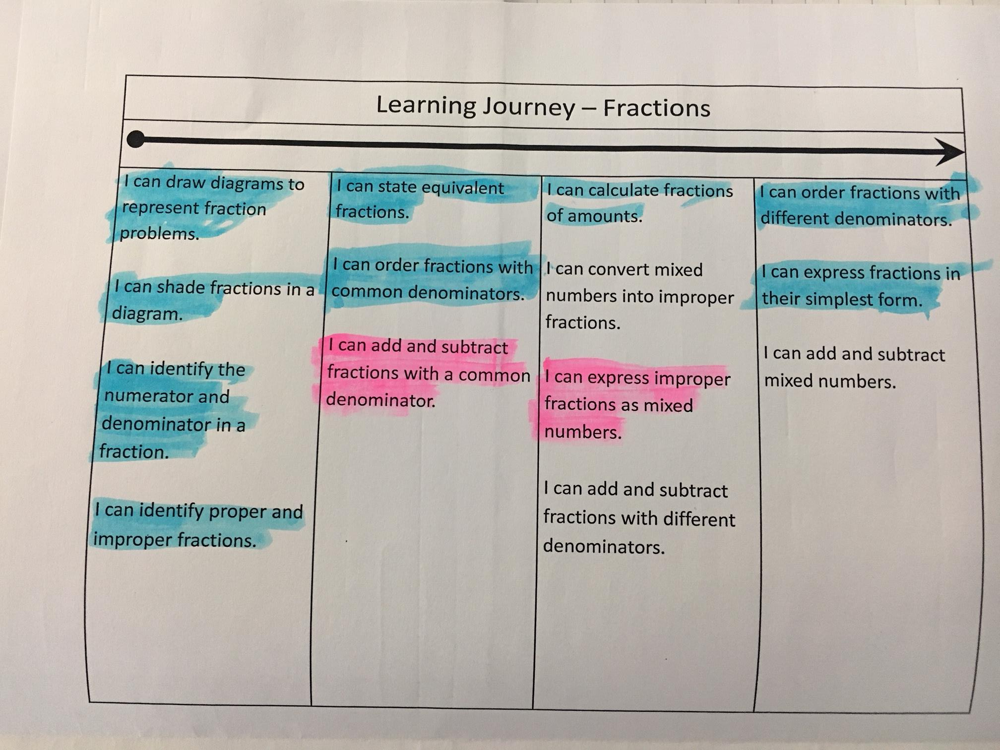 Learning Journey – Fractions
I can draw diagrams to
represent fraction
problems.
I can shade fractions in a
diagram.
I can identify the
numerator and
denominator in a
fraction.
I can identify proper and
improper fractions.
I can state equivalent
fractions.
I can order fractions with
common denominators.
I can add and subtract
fractions with a common
denominator.
I can calculate fractions
of amounts.
I can convert mixed
numbers into improper
fractions.
I can express improper
fractions as mixed
numbers.
I can add and subtract
fractions with different
denominators.
I can order fractions with
different denominators.
I can express fractions in
their simplest form.
I can add and subtract
mixed numbers.